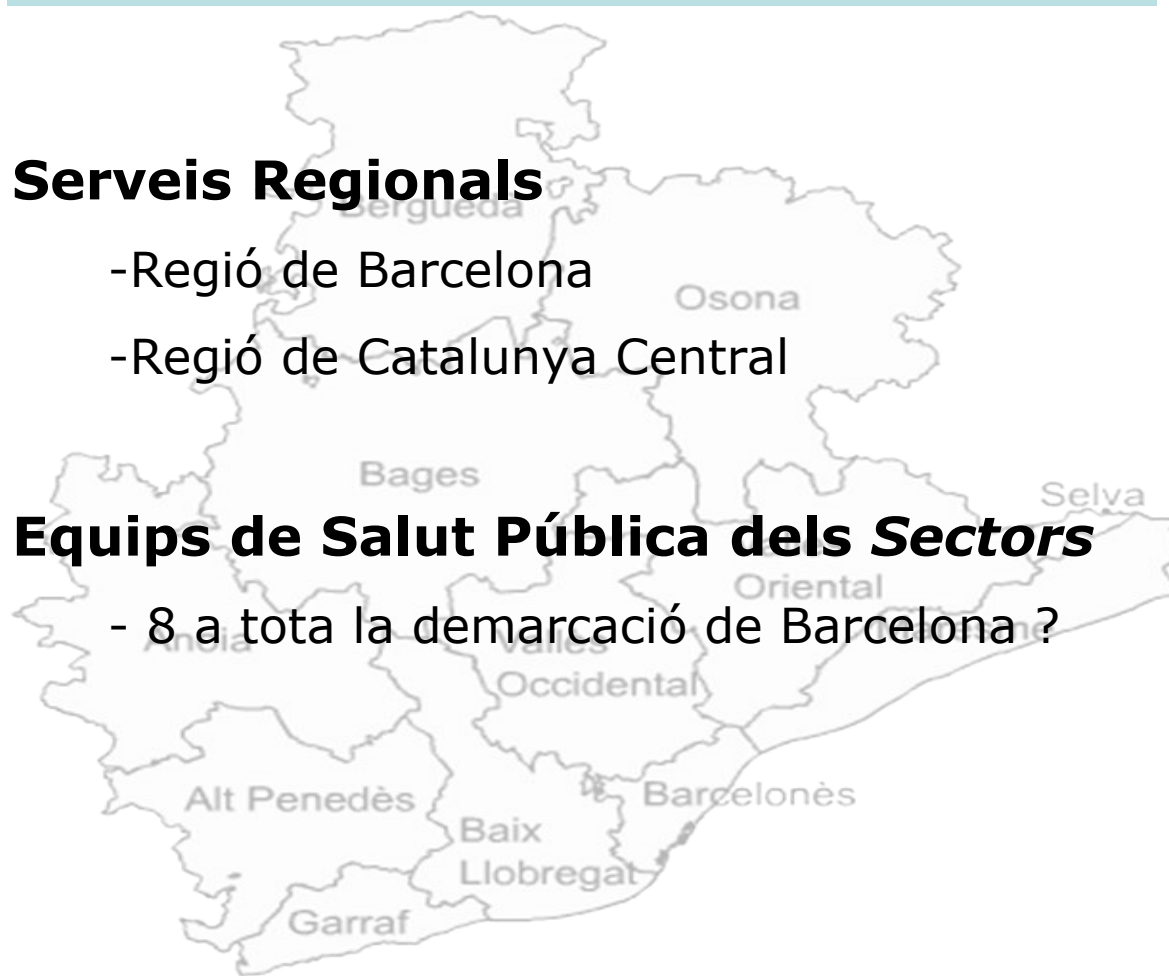 Serveis Regionals
Berguedà
-Regió de Barcelona
Osona
-Regió de Catalunya Central
Bages
Selva
Equips de Salut Pública dels Sectors
Oriental
- 8 a tota la demarcació de Barcelona ?
Anoia
Vallès
Maresme
Occidental
Alt Penedès
Barcelonès
Baix
Llobregat
Garraf